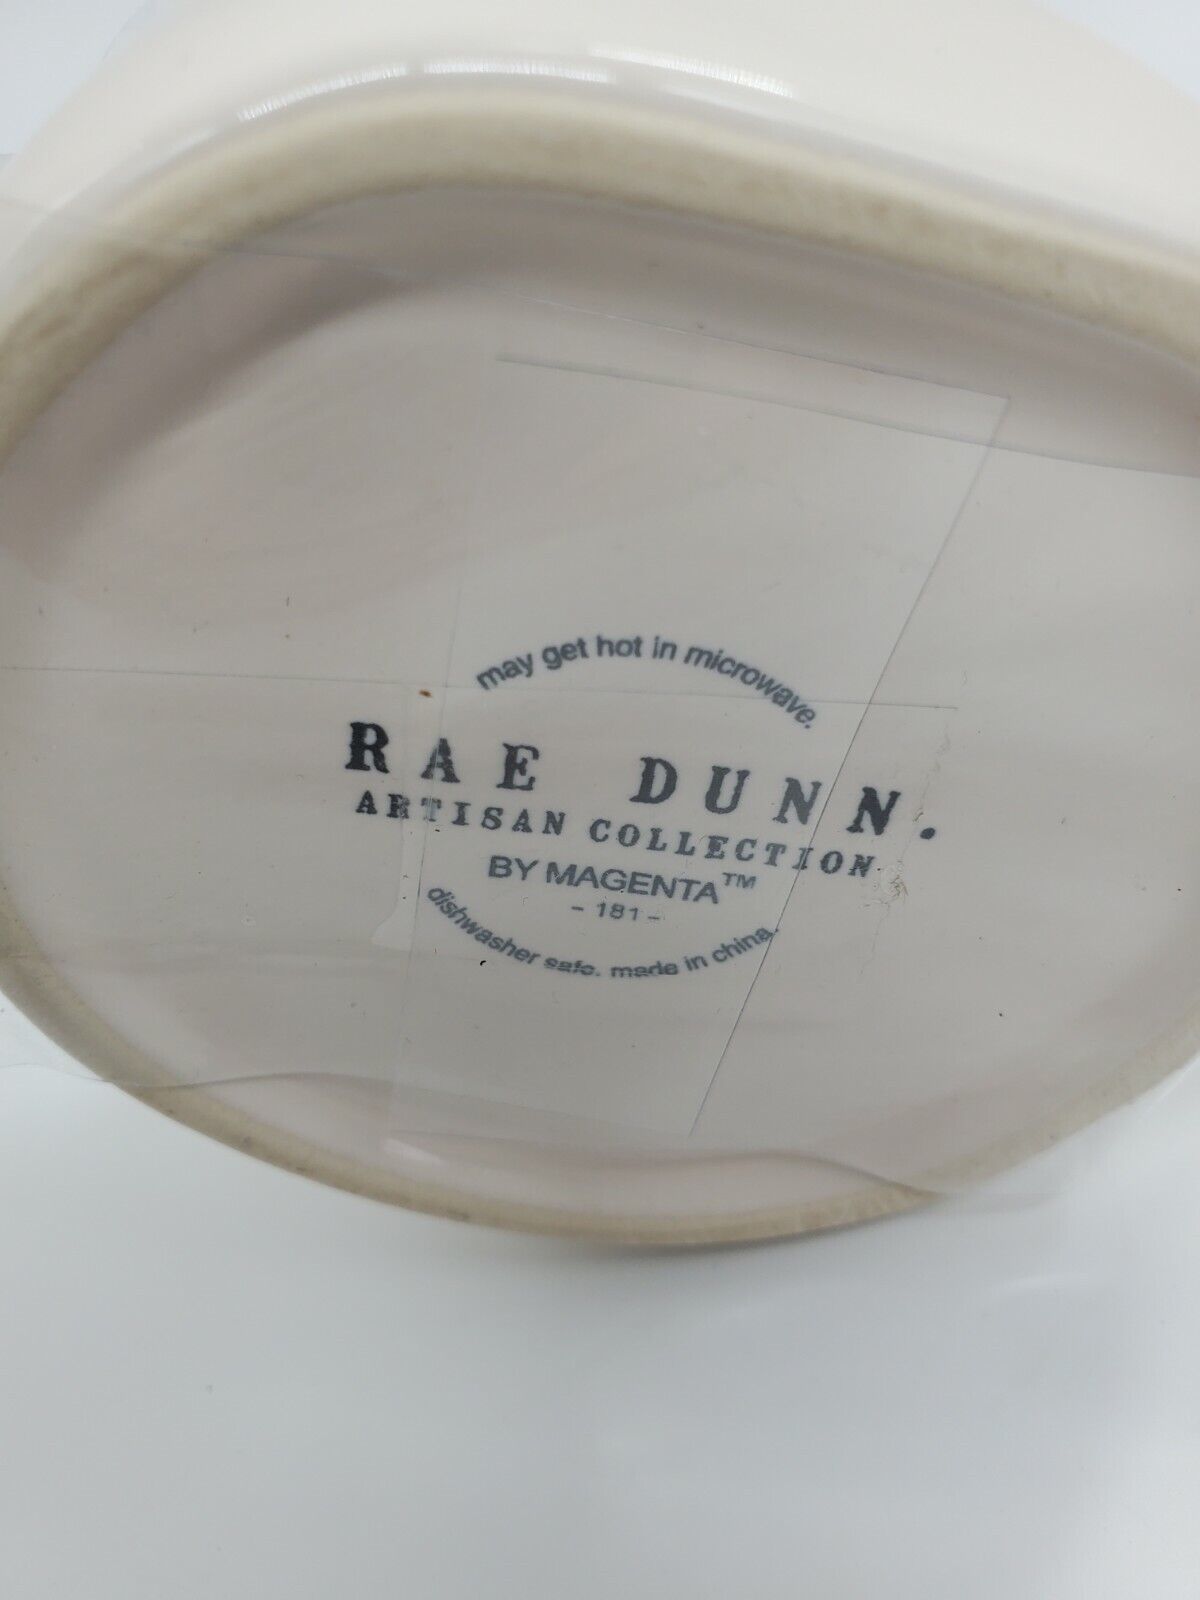 may get hot in microwave.
RAE DUNN.
ARTISAN COLLECTION
BY MAGENTA™
- 181 -
dishwasher safe. made in china.